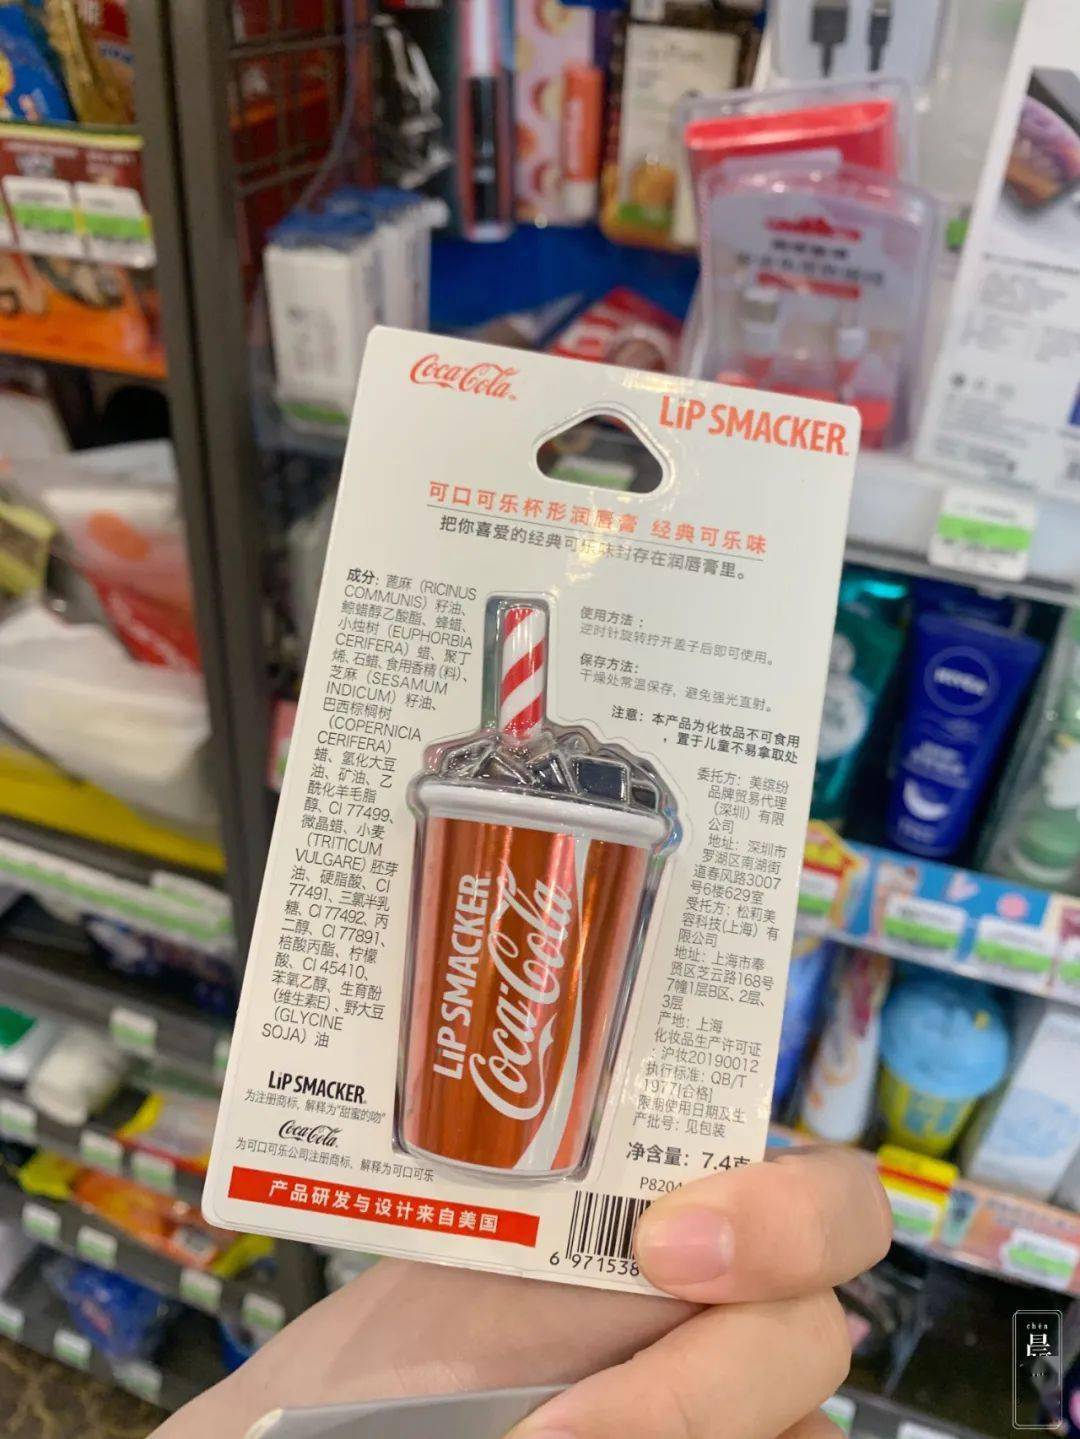 Coca-Cola
LiP SMACKER
可口可乐杯形润唇膏 经典可乐味
把你喜爱的经典可乐味封存在润唇膏里。
成分: 蓖麻（RICINUS
COMMUNIS）籽油、
鲸蜡醇乙酸酯、蜂蜡、
小烛树（EUPHORBIA
CERIFERA）蜡、聚丁
烯、石蜡、食用香精(料)、
芝麻（SESAMUM
INDICUM）籽油、
巴西棕榈树
（COPERNICIA
CERIFERA）
蜡、氢化大豆
油、矿油、乙
酰化羊毛脂
醇、CI 77499、
微晶蜡、小麦
（TRITICUM
VULGARE) 胚芽
油、硬脂酸、CI
77491、三氯半乳
糖、CI 77492、丙
二醇、CI 77891、
棓酸丙酯、柠檬
酸、CI 45410、
苯氧乙醇、生育酚
（维生素E)、野大豆
（GLYCINE
SOJA）油
LiP SMACKER
为注册商标，解释为"甜蜜的吻"
Coca-Cola
为可口可乐公司注册商标，解释为可口可乐
产品研发与设计来自美国
使用方法：
逆时针旋转拧开盖子后即可使用。
保存方法：
干燥处常温保存，避免强光直射。
注意：本产品为化妆品不可食用
，置于儿童不易拿取处
委托方：美缤纷
品牌贸易代理
（深圳）有限
公司
地址：深圳市
罗湖区南湖街
道春风路3007
号6楼629室
受托方：松莉美
容科技(上海）有
限公司
地址：上海市奉
贤区芝云路168号
7幢1层B区、2层、
3层
产地：上海
化妆品生产许可证
：沪妆20190012
执行标准：QB/T
1977[合格]
限期使用日期及生
产批号：见包装
净含量：7.4克
P8204
6 971538
LiP SMACKER
Coca-Cola
NIVEA
chén
晨